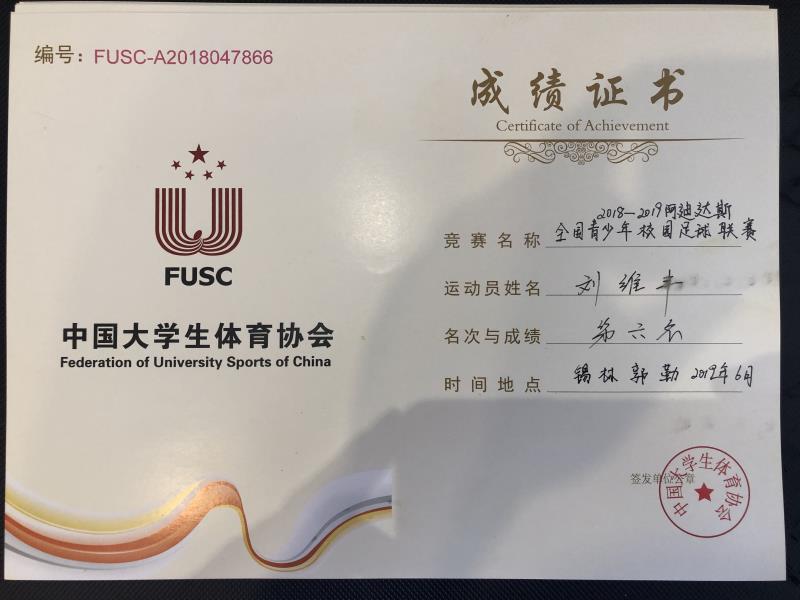 编号：FUSC-A2018047866
FUSC
中国大学生体育协会
Federation of University Sports of China
成绩证书
Certificate of Achievement
2018-2019阿迪达斯
竞赛名称 全国青少年校园足球联赛
运动员姓名 刘维丰
名次与成绩 第六名
时间地点 锡林郭勒 2019年6月
签发单位公章
中国大学生体育协会